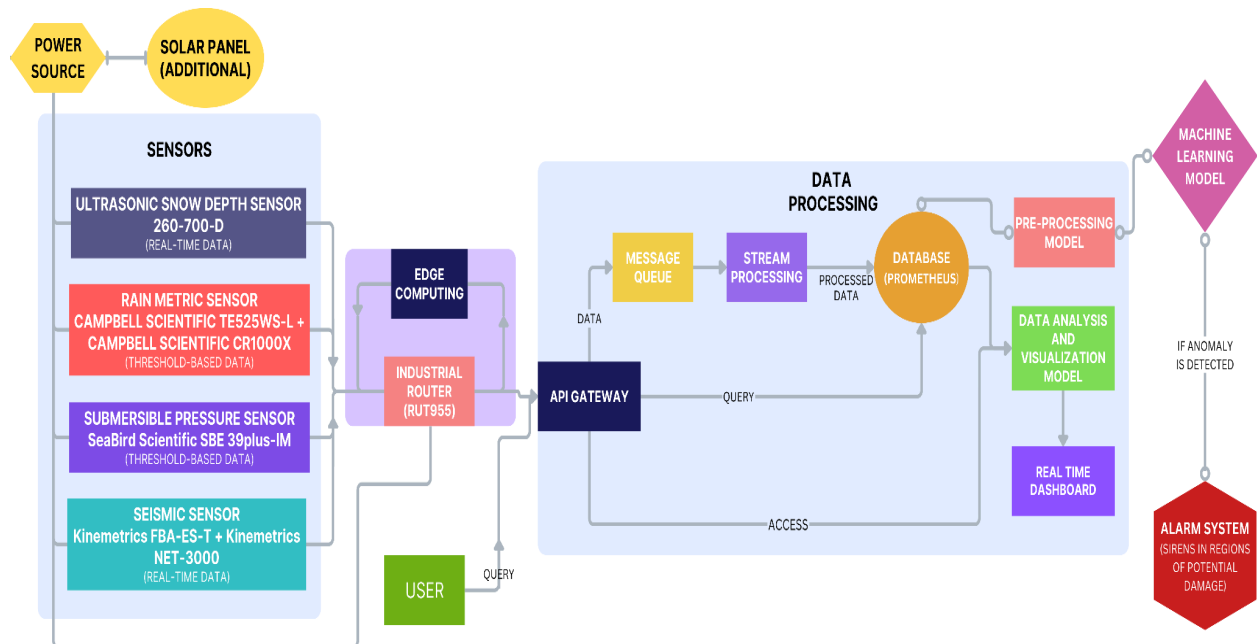 POWER
SOURCE
SOLAR PANEL
(ADDITIONAL)
SENSORS
ULTRASONIC SNOW DEPTH SENSOR
260-700-D
(REAL-TIME DATA)
RAIN METRIC SENSOR
CAMPBELL SCIENTIFIC TE525WS-L +
CAMPBELL SCIENTIFIC CR1000X
(THRESHOLD-BASED DATA)
SUBMERSIBLE PRESSURE SENSOR
SeaBird Scientific SBE 39plus-IM
(THRESHOLD-BASED DATA)
SEISMIC SENSOR
Kinemetrics FBA-ES-T + Kinemetrics
NET-3000
(REAL-TIME DATA)
EDGE
COMPUTING
INDUSTRIAL
ROUTER
(RUT955)
USER
QUERY
API GATEWAY
DATA
PROCESSING
DATA
MESSAGE
QUEUE
STREAM
PROCESSING
PROCESSED
DATA
DATABASE
(PROMETHEUS)
QUERY
ACCESS
PRE-PROCESSING
MODEL
DATA ANALYSIS
AND
VISUALIZATION
MODEL
REAL TIME
DASHBOARD
MACHINE
LEARNING
MODEL
IF ANOMALY
IS DETECTED
ALARM SYSTEM
(SIRENS IN REGIONS
OF POTENTIAL
DAMAGE)